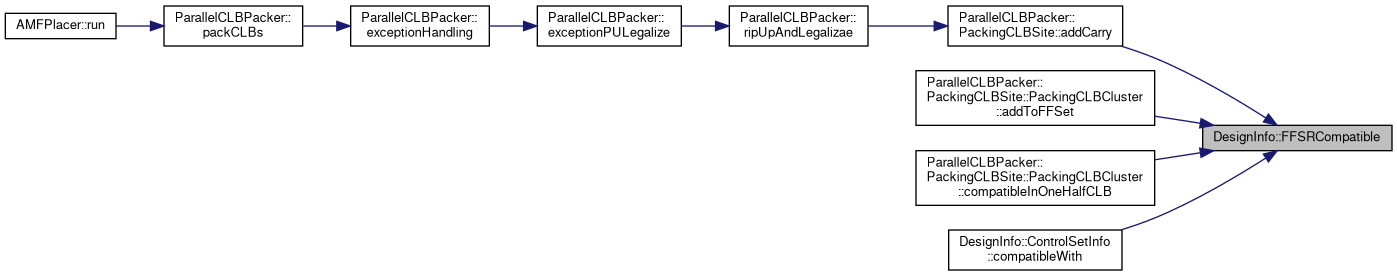 AMFPlacer::run
ParallelCLBPacker::
packCLBs
ParallelCLBPacker::
exceptionHandling
ParallelCLBPacker::
exceptionPULegalize
ParallelCLBPacker::
ripUpAndLegalizae
ParallelCLBPacker::
PackingCLBSite::addCarry
ParallelCLBPacker::
PackingCLBSite::PackingCLBCluster
::addToFFSet
ParallelCLBPacker::
PackingCLBSite::PackingCLBCluster
::compatibleInOneHalfCLB
DesignInfo::ControlSetInfo
::compatibleWith
DesignInfo::FFSRCompatible